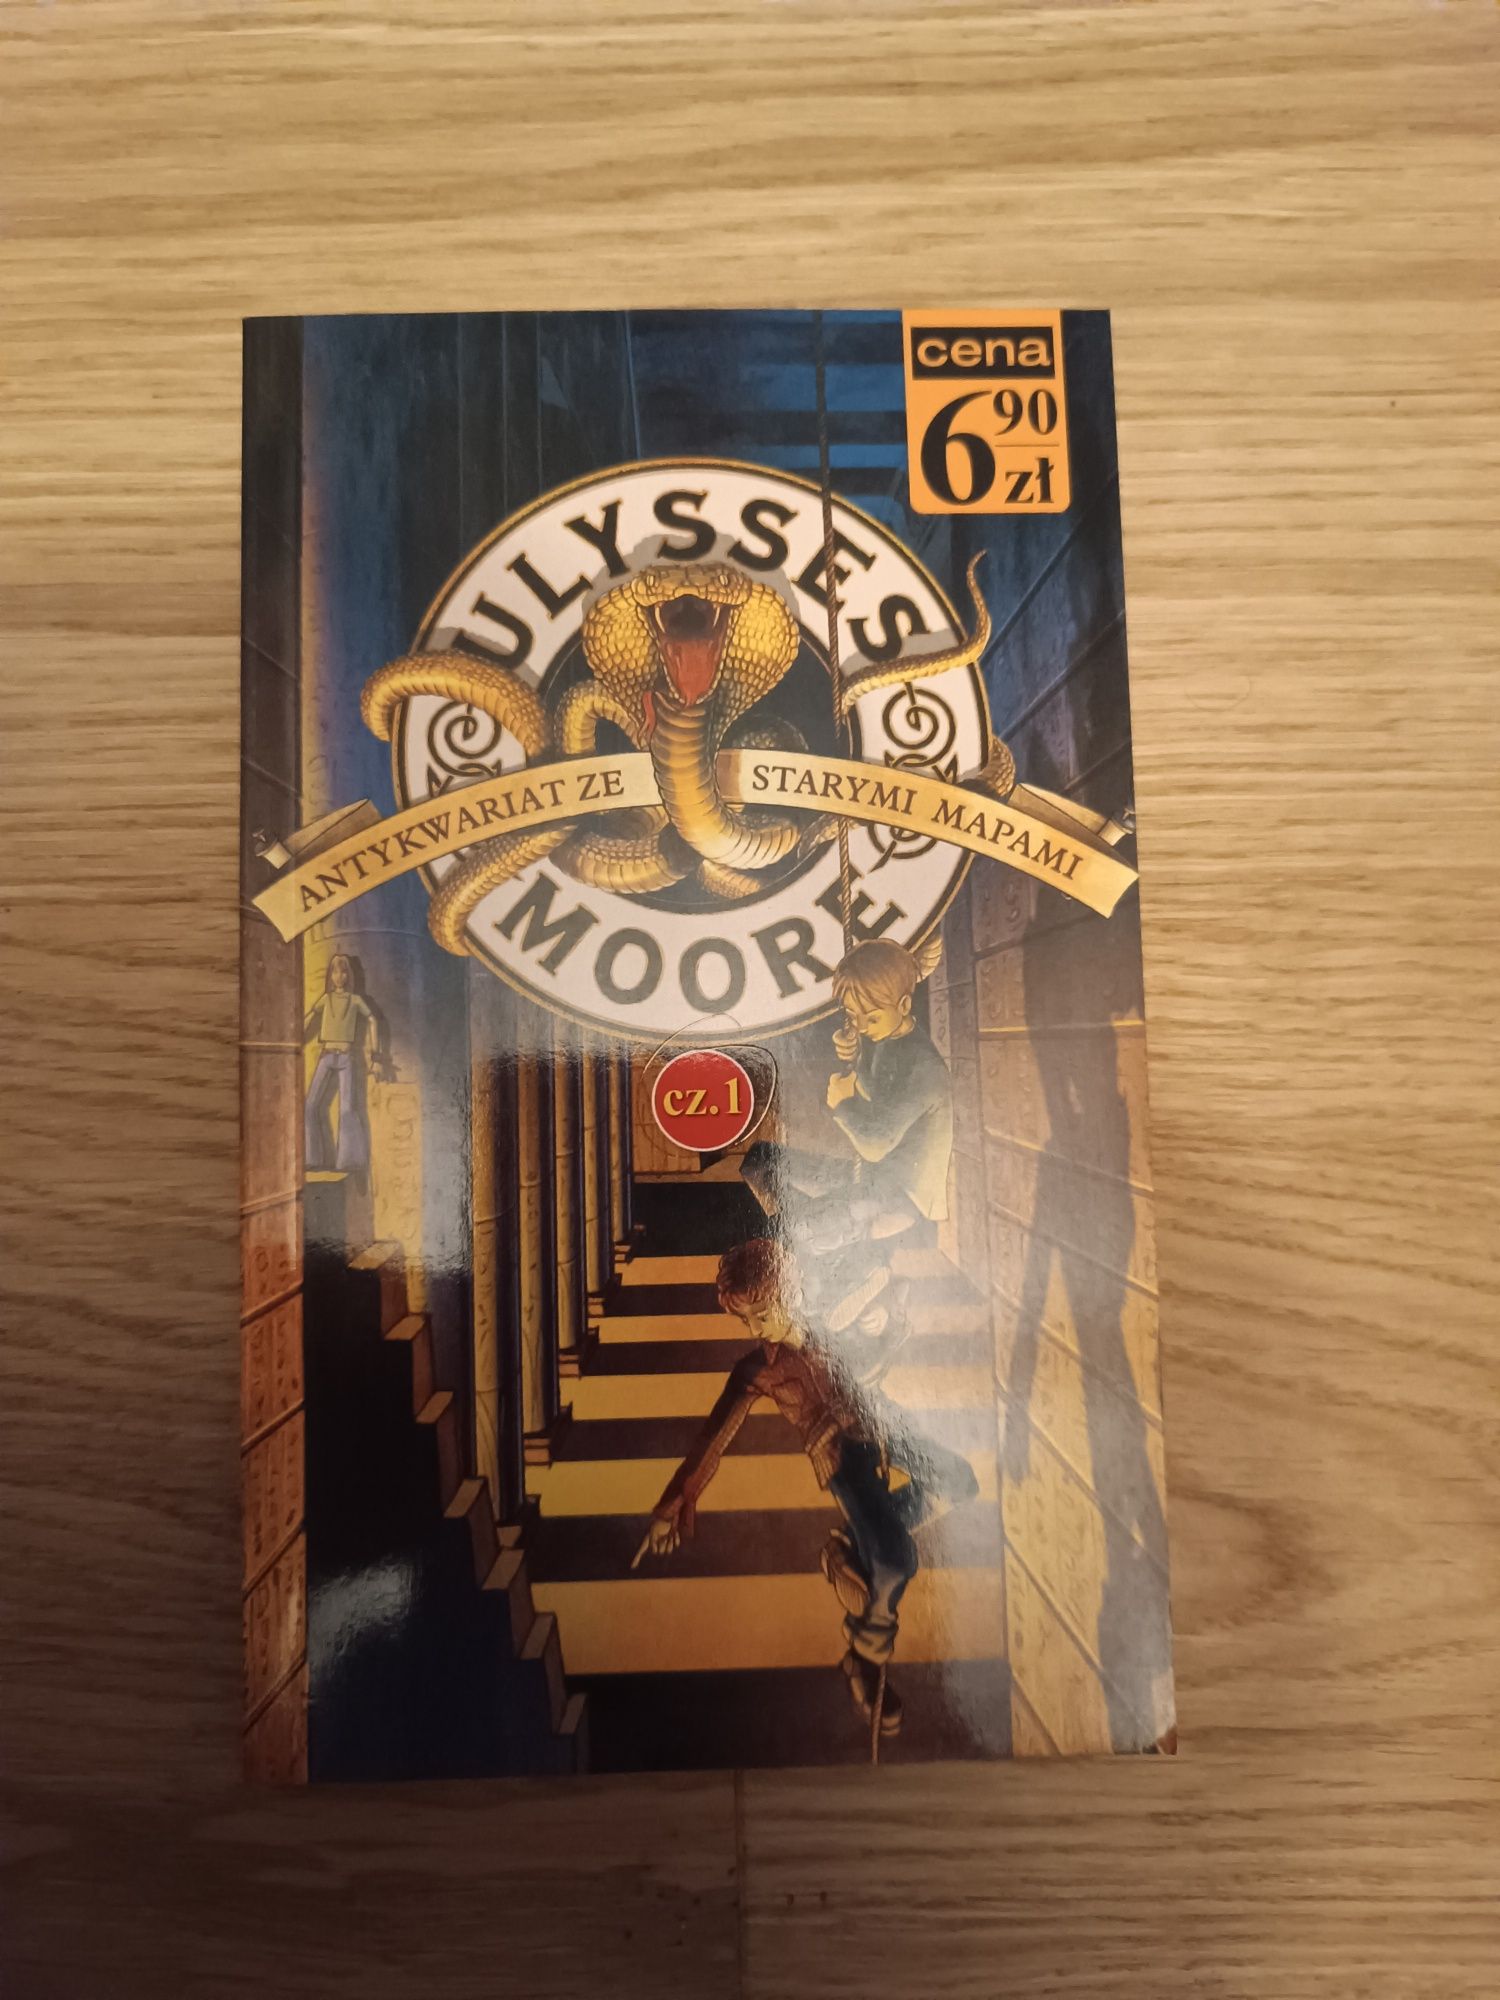 cena
6 90 zł
ULYSSES
ANTYKWARIAT ZE STARYMI MAPAMI
MOORE
cz.1